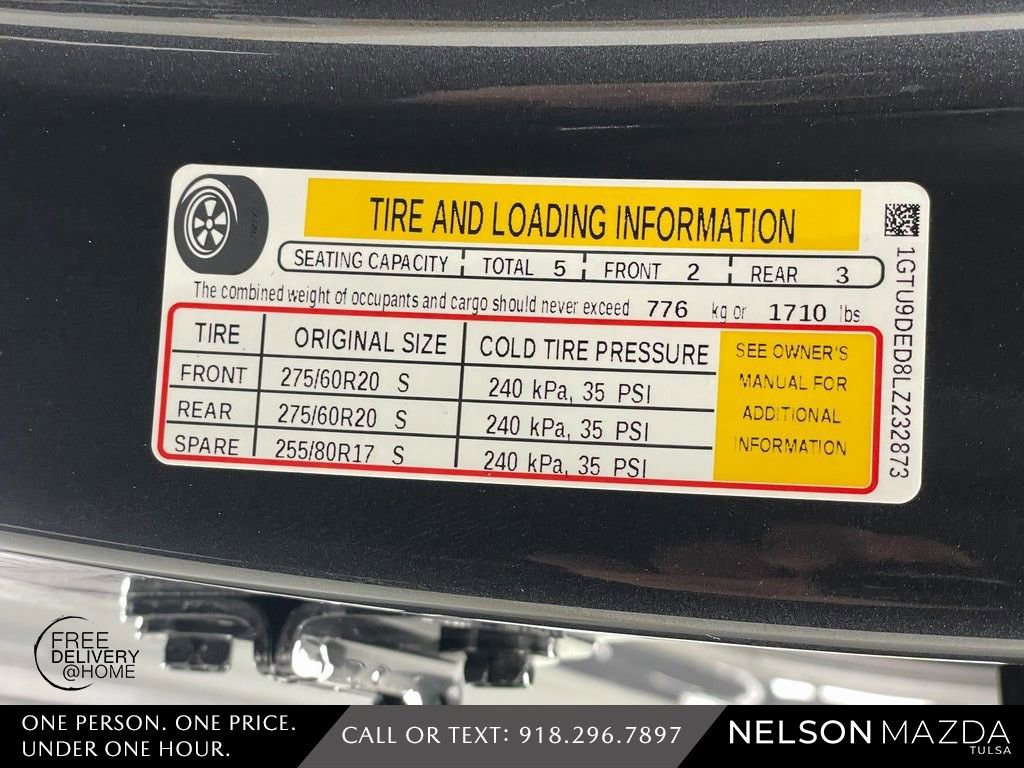 TIRE AND LOADING INFORMATION
SEATING CAPACITY TOTAL 5 FRONT 2 REAR 3
The combined weight of occupants and cargo should never exceed 776 kg or 1710 lbs
TIRE ORIGINAL SIZE COLD TIRE PRESSURE
FRONT 275/60R20 S 240 kPa, 35 PSI
REAR 275/60R20 S 240 kPa, 35 PSI
SPARE 255/80R17 S 240 kPa, 35 PSI
SEE OWNER'S
MANUAL FOR
ADDITIONAL
INFORMATION
1GTU9DED8LZ232873
FREE
DELIVERY
@HOME
ONE PERSON. ONE PRICE.
UNDER ONE HOUR.
CALL OR TEXT: 918.296.7897
NELSON MAZDA
TULSA